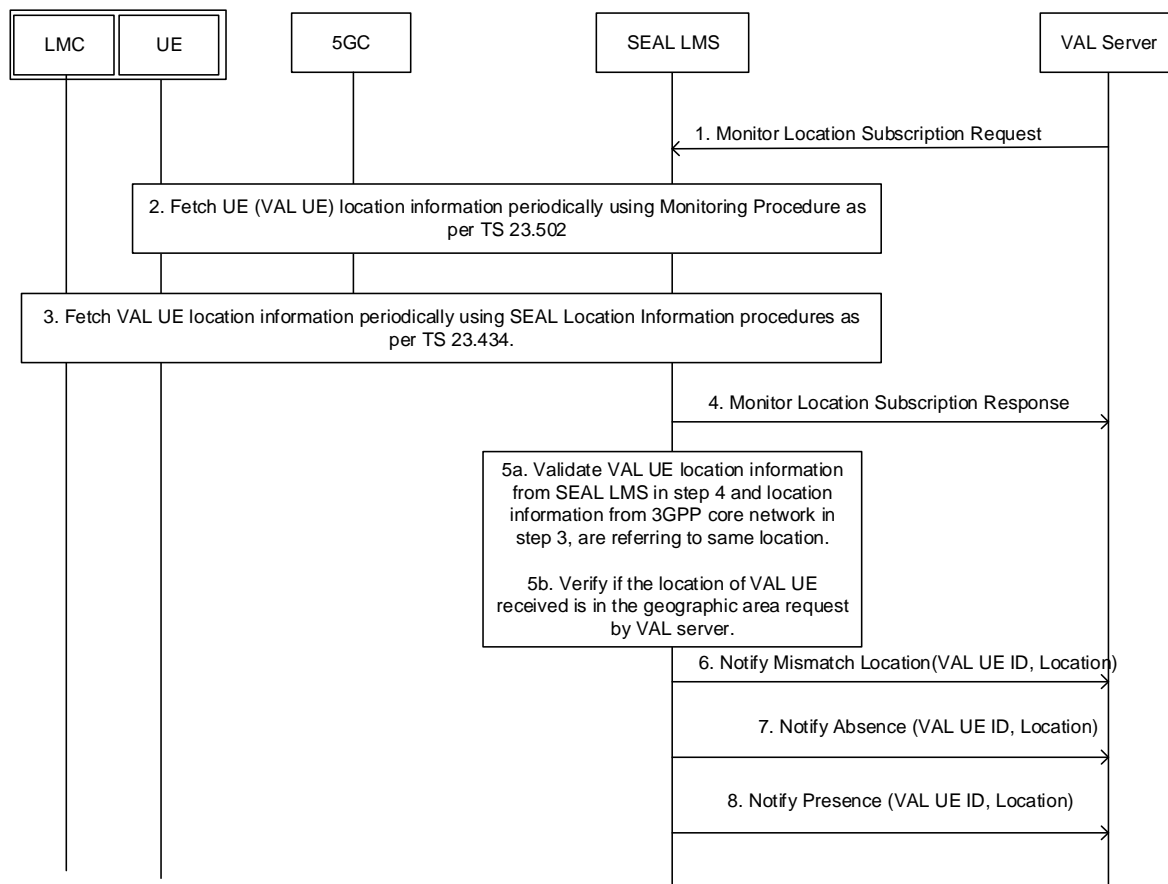 LMC
UE
5GC
SEAL LMS
VAL Server
1. Monitor Location Subscription Request
2. Fetch UE (VAL UE) location information periodically using Monitoring Procedure as
per TS 23.502
3. Fetch VAL UE location information periodically using SEAL Location Information procedures as
per TS 23.434.
4. Monitor Location Subscription Response
5a. Validate VAL UE location information
from SEAL LMS in step 4 and location
information from 3GPP core network in
step 3, are referring to same location.
5b. Verify if the location of VAL UE
received is in the geographic area request
by VAL server.
6. Notify Mismatch Location(VAL UE ID, Location)
7. Notify Absence (VAL UE ID, Location)
8. Notify Presence (VAL UE ID, Location)